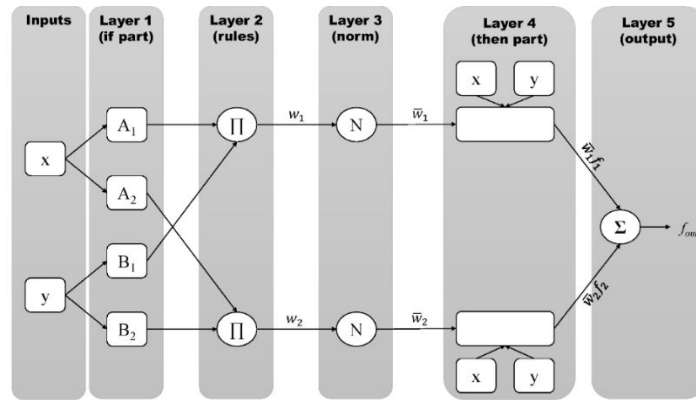 Inputs
Layer 1
(if part)
Layer 2
(rules)
Layer 3
(norm)
Layer 4
(then part)
Layer 5
(output)
x
y
A₁
∏
w₁
N
w̅₁
x
A₂
w̅₁f₁
Σ
B₁
y
w̅₂f₂
B₂
∏
w₂
N
w̅₂
x
y